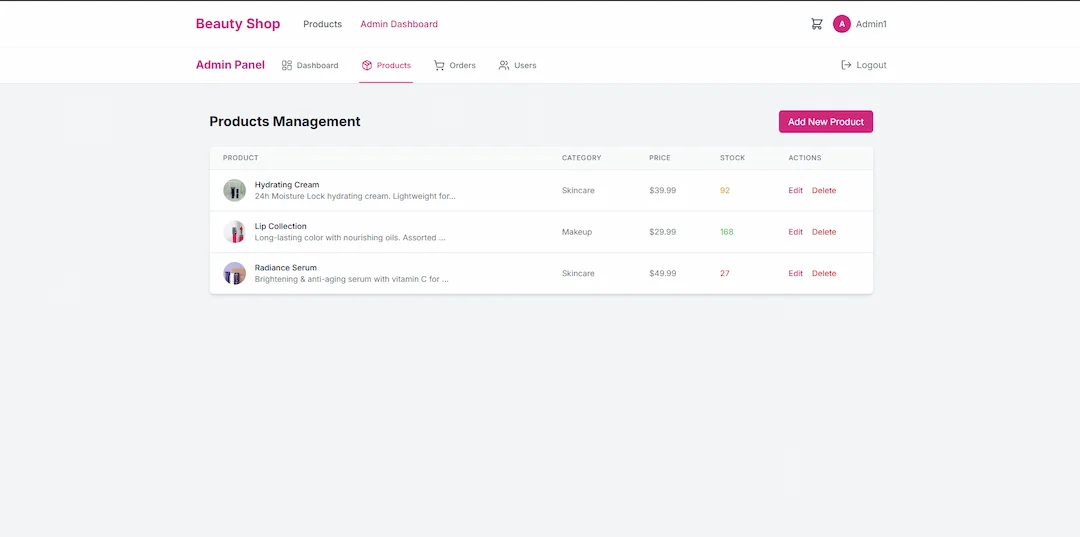 Beauty Shop Products Admin Dashboard A Admin1
Admin Panel Dashboard Products Orders Users Logout
Products Management Add New Product
PRODUCT CATEGORY PRICE STOCK ACTIONS
Hydrating Cream
24h Moisture Lock hydrating cream. Lightweight for...
Skincare $39.99 92 Edit Delete
Lip Collection
Long-lasting color with nourishing oils. Assorted ...
Makeup $29.99 168 Edit Delete
Radiance Serum
Brightening & anti-aging serum with vitamin C for ...
Skincare $49.99 27 Edit Delete